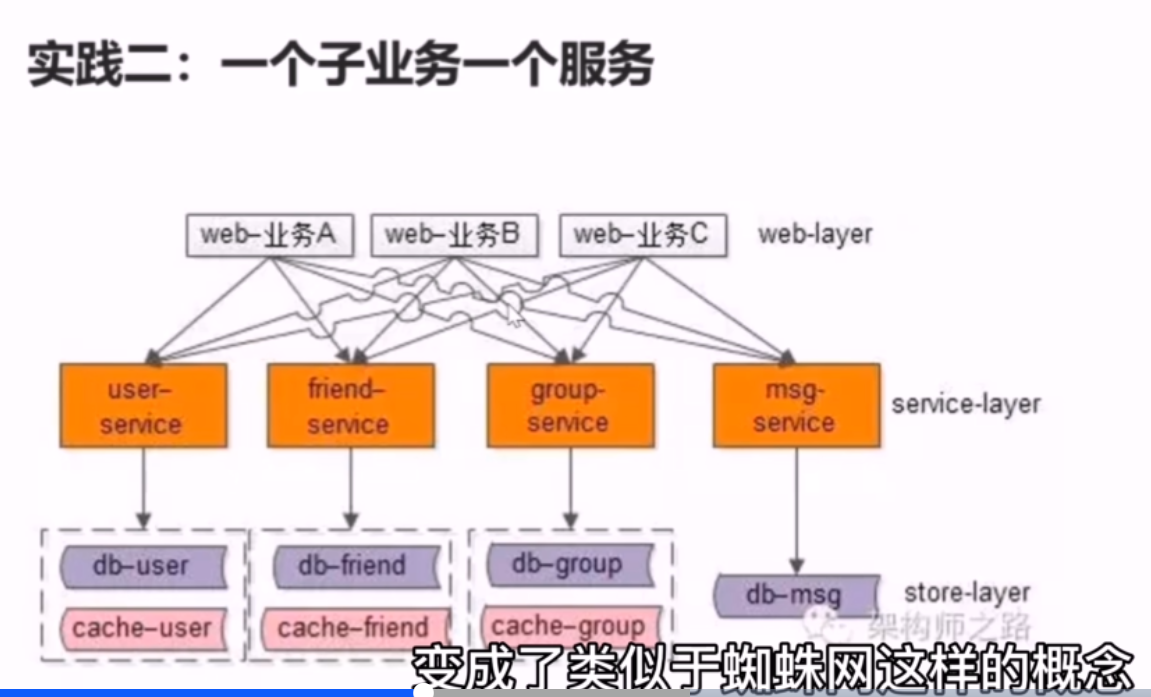 实践二：一个子业务一个服务
web-业务A web-业务B web-业务C web-layer
user-
service
friend-
service
group-
service
msg-
service
service-layer
db-user db-friend db-group db-msg store-layer
cache-user cache-friend cache-group
架构师之路
变成了类似于蜘蛛网这样的概念